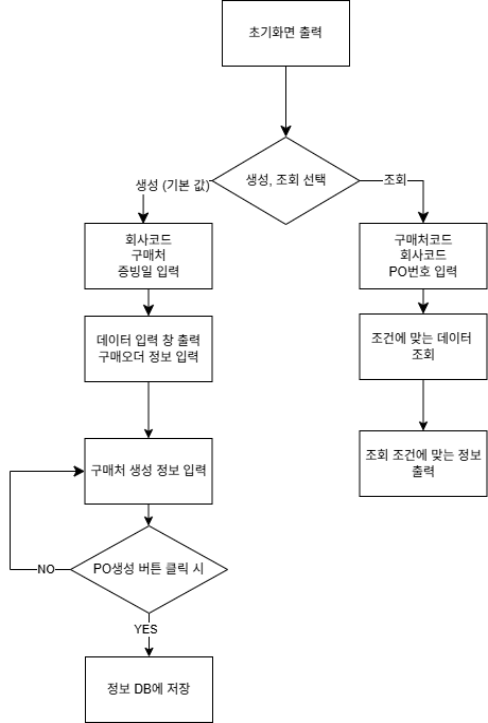 초기화면 출력
생성, 조회 선택
생성 (기본 값)
조회
회사코드
구매처
증빙일 입력
구매처코드
회사코드
PO번호 입력
데이터 입력 창 출력
구매오더 정보 입력
조건에 맞는 데이터
조회
구매처 생성 정보 입력
조회 조건에 맞는 정보
출력
NO
PO생성 버튼 클릭 시
YES
정보 DB에 저장